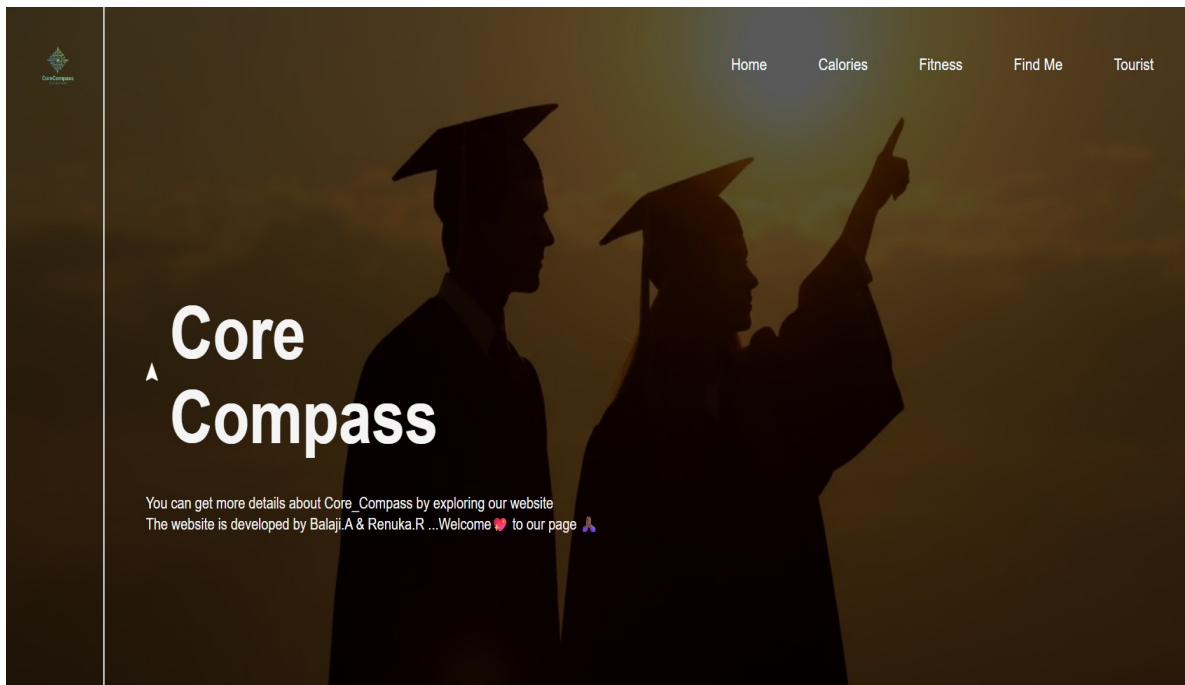 CoreCompass
Home Calories Fitness Find Me Tourist
Core
Compass
You can get more details about Core_Compass by exploring our website
The website is developed by Balaji.A & Renuka.R ...Welcome💖 to our page 🙏🏾